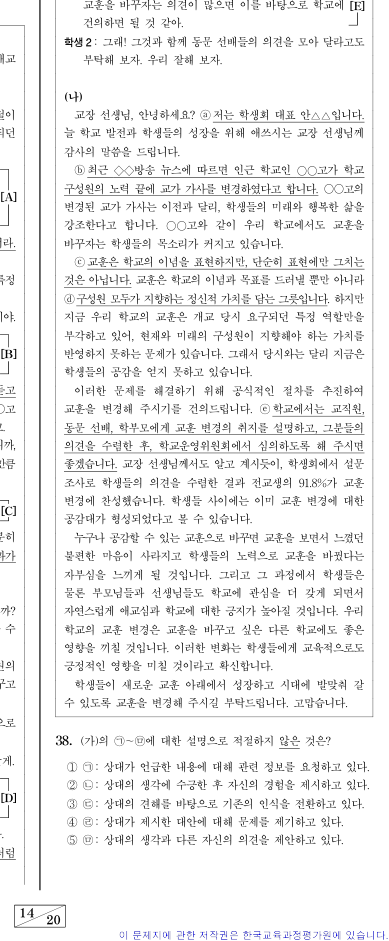 교훈을 바꾸자는 의견이 많으면 이를 바탕으로 학교에 [E]
건의하면 될 것 같아.
학생 2: 그래! 그것과 함께 동문 선배들의 의견을 모아 달라고도
부탁해 보자. 우리 잘해 보자.
(나)
교장 선생님, 안녕하세요? ⓐ저는 학생회 대표 안△△입니다.
늘 학교 발전과 학생들의 성장을 위해 애쓰시는 교장 선생님께
감사의 말씀을 드립니다.
ⓑ최근 ◇◇방송 뉴스에 따르면 인근 학교인 ○○고가 학교
구성원의 노력 끝에 교가 가사를 변경하였다고 합니다. ○○고의
변경된 교가 가사는 이전과 달리, 학생들의 미래와 행복한 삶을
강조한다고 합니다. ○○고와 같이 우리 학교에서도 교훈을
바꾸자는 학생들의 목소리가 커지고 있습니다.
ⓒ교훈은 학교의 이념을 표현하지만, 단순히 표현에만 그치는
것은 아닙니다. 교훈은 학교의 이념과 목표를 드러낼 뿐만 아니라
ⓓ구성원 모두가 지향하는 정신적 가치를 담는 그릇입니다. 하지만
지금 우리 학교의 교훈은 개교 당시 요구되던 특정 역할만을
부각하고 있어, 현재와 미래의 구성원이 지향해야 하는 가치를
반영하지 못하는 문제가 있습니다. 그래서 당시와는 달리 지금은
학생들의 공감을 얻지 못하고 있습니다.
이러한 문제를 해결하기 위해 공식적인 절차를 추진하여
교훈을 변경해 주시기를 건의드립니다. ⓔ학교에서는 교직원,
동문 선배, 학부모에게 교훈 변경의 취지를 설명하고, 그분들의
의견을 수렴한 후, 학교운영위원회에서 심의하도록 해 주시면
좋겠습니다. 교장 선생님께서도 알고 계시듯이, 학생회에서 설문
조사로 학생들의 의견을 수렴한 결과 전교생의 91.8%가 교훈
변경에 찬성했습니다. 학생들 사이에는 이미 교훈 변경에 대한
공감대가 형성되었다고 볼 수 있습니다.
누구나 공감할 수 있는 교훈으로 바꾸면 교훈을 보면서 느꼈던
불편한 마음이 사라지고 학생들의 노력으로 교훈을 바꿨다는
자부심을 느끼게 될 것입니다. 그리고 그 과정에서 학생들은
물론 부모님들과 선생님들도 학교에 관심을 더 갖게 되면서
자연스럽게 애교심과 학교에 대한 긍지가 높아질 것입니다. 우리
학교의 교훈 변경은 교훈을 바꾸고 싶은 다른 학교에도 좋은
영향을 끼칠 것입니다. 이러한 변화는 학생들에게 교육적으로도
긍정적인 영향을 미칠 것이라고 확신합니다.
학생들이 새로운 교훈 아래에서 성장하고 시대에 발맞춰 갈
수 있도록 교훈을 변경해 주시길 부탁드립니다. 고맙습니다.
38. (가)의 ㉠~㉤에 대한 설명으로 적절하지 않은 것은?
① ㉠: 상대가 언급한 내용에 대해 관련 정보를 요청하고 있다.
② ㉡: 상대의 생각에 수긍한 후 자신의 경험을 제시하고 있다.
③ ㉢: 상대의 견해를 바탕으로 기존의 인식을 전환하고 있다.
④ ㉣: 상대가 제시한 대안에 대해 문제를 제기하고 있다.
⑤ ㉤: 상대의 생각과 다른 자신의 의견을 제안하고 있다.
[A]
[B]
[C]
[D]
14
20
이 문제지에 관한 저작권은 한국교육과정평가원에 있습니다.